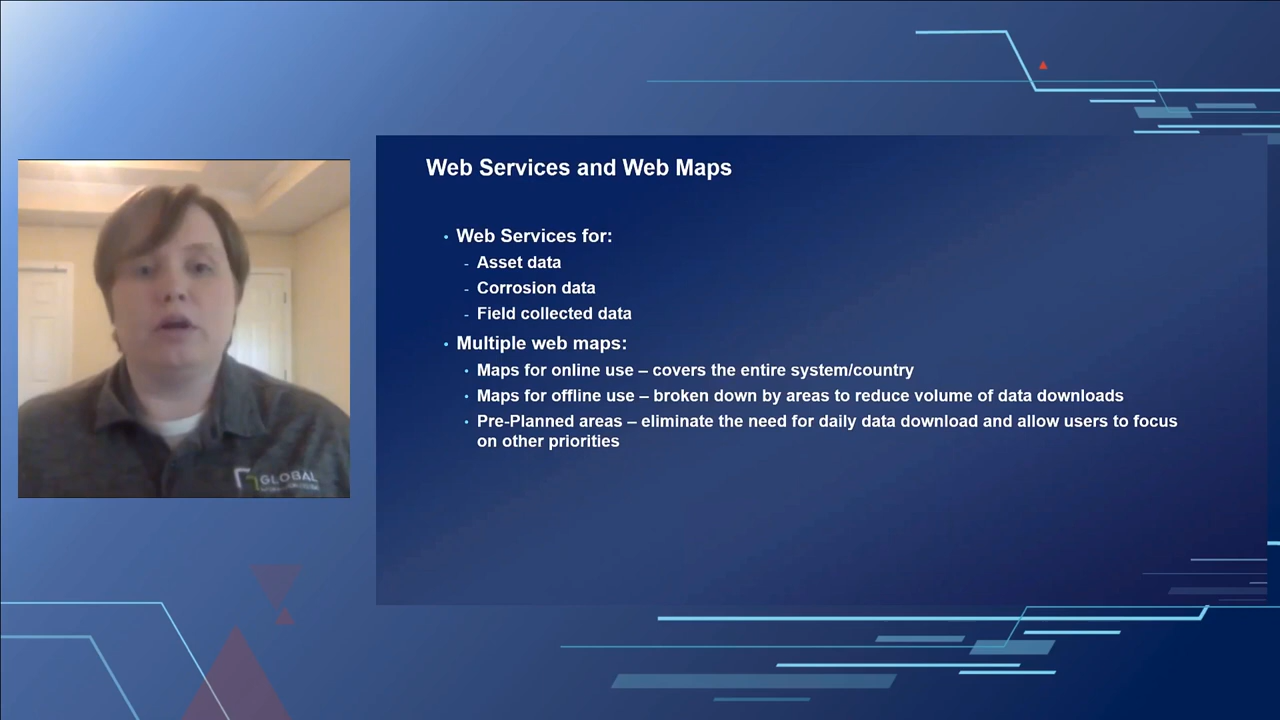 Web Services and Web Maps
• Web Services for:
- Asset data
- Corrosion data
- Field collected data
• Multiple web maps:
• Maps for online use – covers the entire system/country
• Maps for offline use – broken down by areas to reduce volume of data downloads
• Pre-Planned areas – eliminate the need for daily data download and allow users to focus
on other priorities
GLOBAL